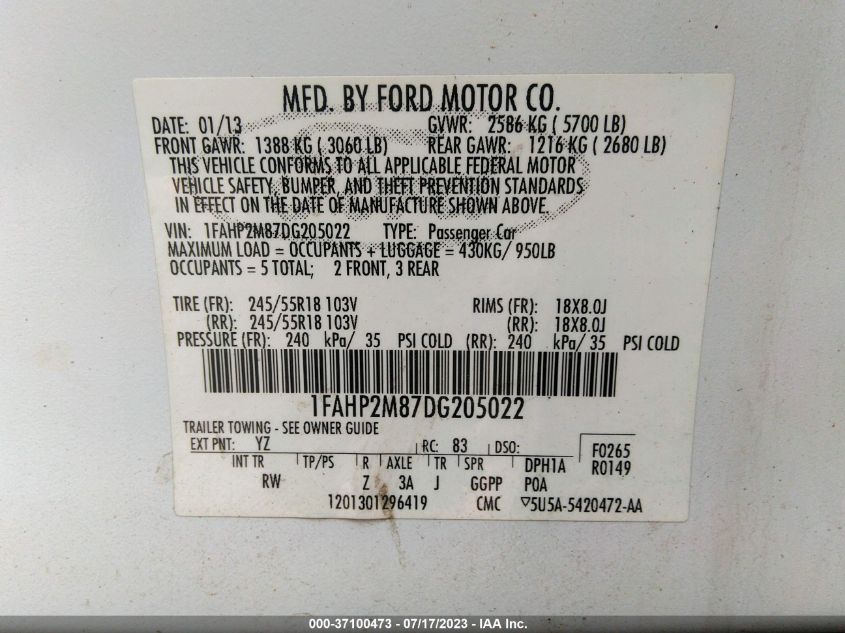 MFD. BY FORD MOTOR CO.
DATE: 01/13 GVWR: 2586 KG ( 5700 LB)
FRONT GAWR: 1388 KG ( 3060 LB) REAR GAWR: 1216 KG ( 2680 LB)
THIS VEHICLE CONFORMS TO ALL APPLICABLE FEDERAL MOTOR
VEHICLE SAFETY, BUMPER, AND THEFT PREVENTION STANDARDS
IN EFFECT ON THE DATE OF MANUFACTURE SHOWN ABOVE.
VIN: 1FAHP2M87DG205022 TYPE: Passenger Car
MAXIMUM LOAD = OCCUPANTS + LUGGAGE = 430KG/ 950LB
OCCUPANTS = 5 TOTAL; 2 FRONT, 3 REAR
TIRE (FR): 245/55R18 103V RIMS (FR): 18X8.0J
(RR): 245/55R18 103V (RR): 18X8.0J
PRESSURE (FR): 240 kPa/ 35 PSI COLD (RR): 240 kPa/ 35 PSI COLD
1FAHP2M87DG205022
TRAILER TOWING - SEE OWNER GUIDE
EXT PNT: YZ RC: 83 DSO: F0265
INT TR TP/PS R AXLE TR SPR DPH1A R0149
RW Z 3A J GGPP POA
1201301296419 CMC ▽5U5A-5420472-AA
000-37100473 - 07/17/2023 - IAA Inc.